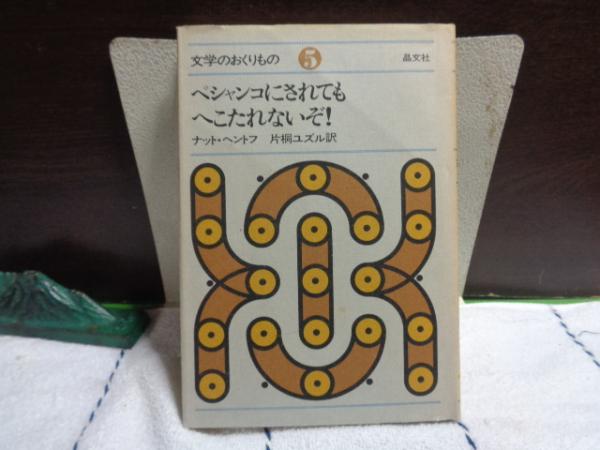 文学のおくりもの 5 晶文社
ペシャンコにされても
へこたれないぞ!
ナット・ヘントフ 片桐ユズル訳